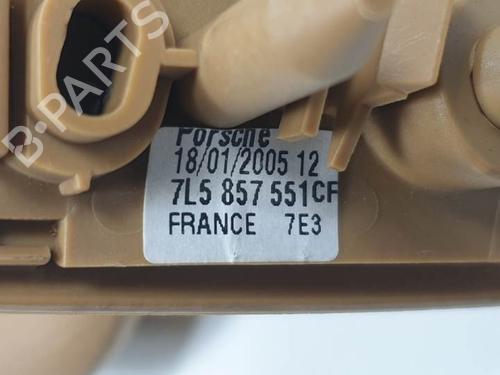 B-PARTS
Porsche
18/01/2005 12
7L5 857 551CF
FRANCE 7E3